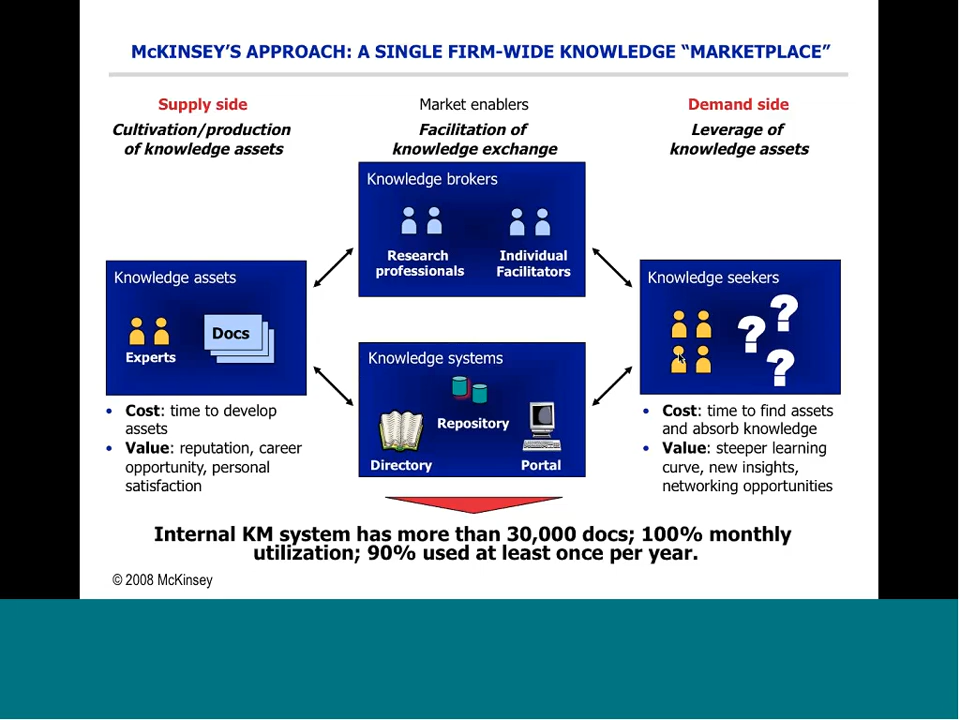 McKINSEY'S APPROACH: A SINGLE FIRM-WIDE KNOWLEDGE “MARKETPLACE”
Supply side
Cultivation/production
of knowledge assets
Market enablers
Facilitation of
knowledge exchange
Demand side
Leverage of
knowledge assets
Knowledge brokers
Research
professionals
Individual
Facilitators
Knowledge assets
Experts
Docs
Knowledge systems
Repository
Directory
Portal
Knowledge seekers
? ? ?
• Cost: time to develop
assets
• Value: reputation, career
opportunity, personal
satisfaction
• Cost: time to find assets
and absorb knowledge
• Value: steeper learning
curve, new insights,
networking opportunities
Internal KM system has more than 30,000 docs; 100% monthly
utilization; 90% used at least once per year.
© 2008 McKinsey